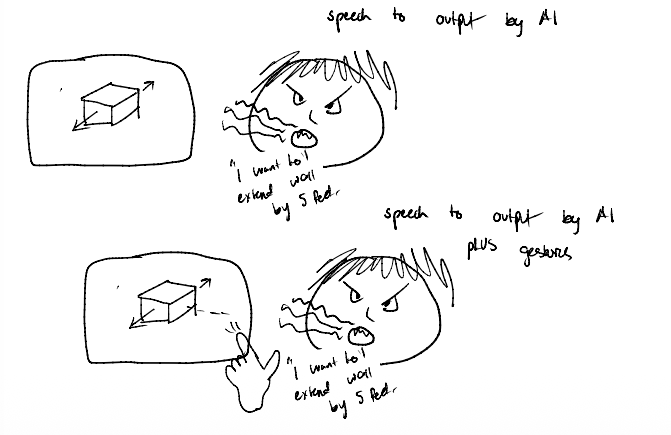 speech to output by AI
"I want to"
extend wall
by 5 feet.
speech to output by AI
plus gestures
"I want to"
extend wall
by 5 feet.